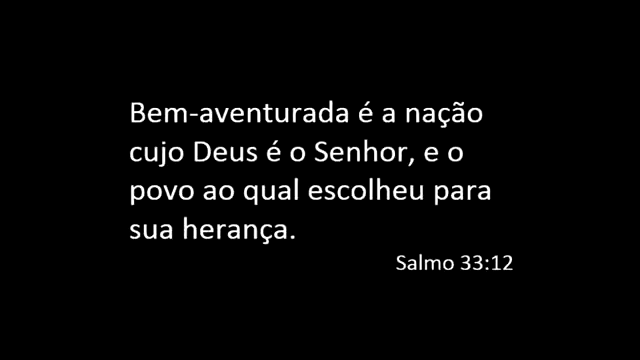 Bem-aventurada é a nação
cujo Deus é o Senhor, e o
povo ao qual escolheu para
sua herança.
Salmo 33:12